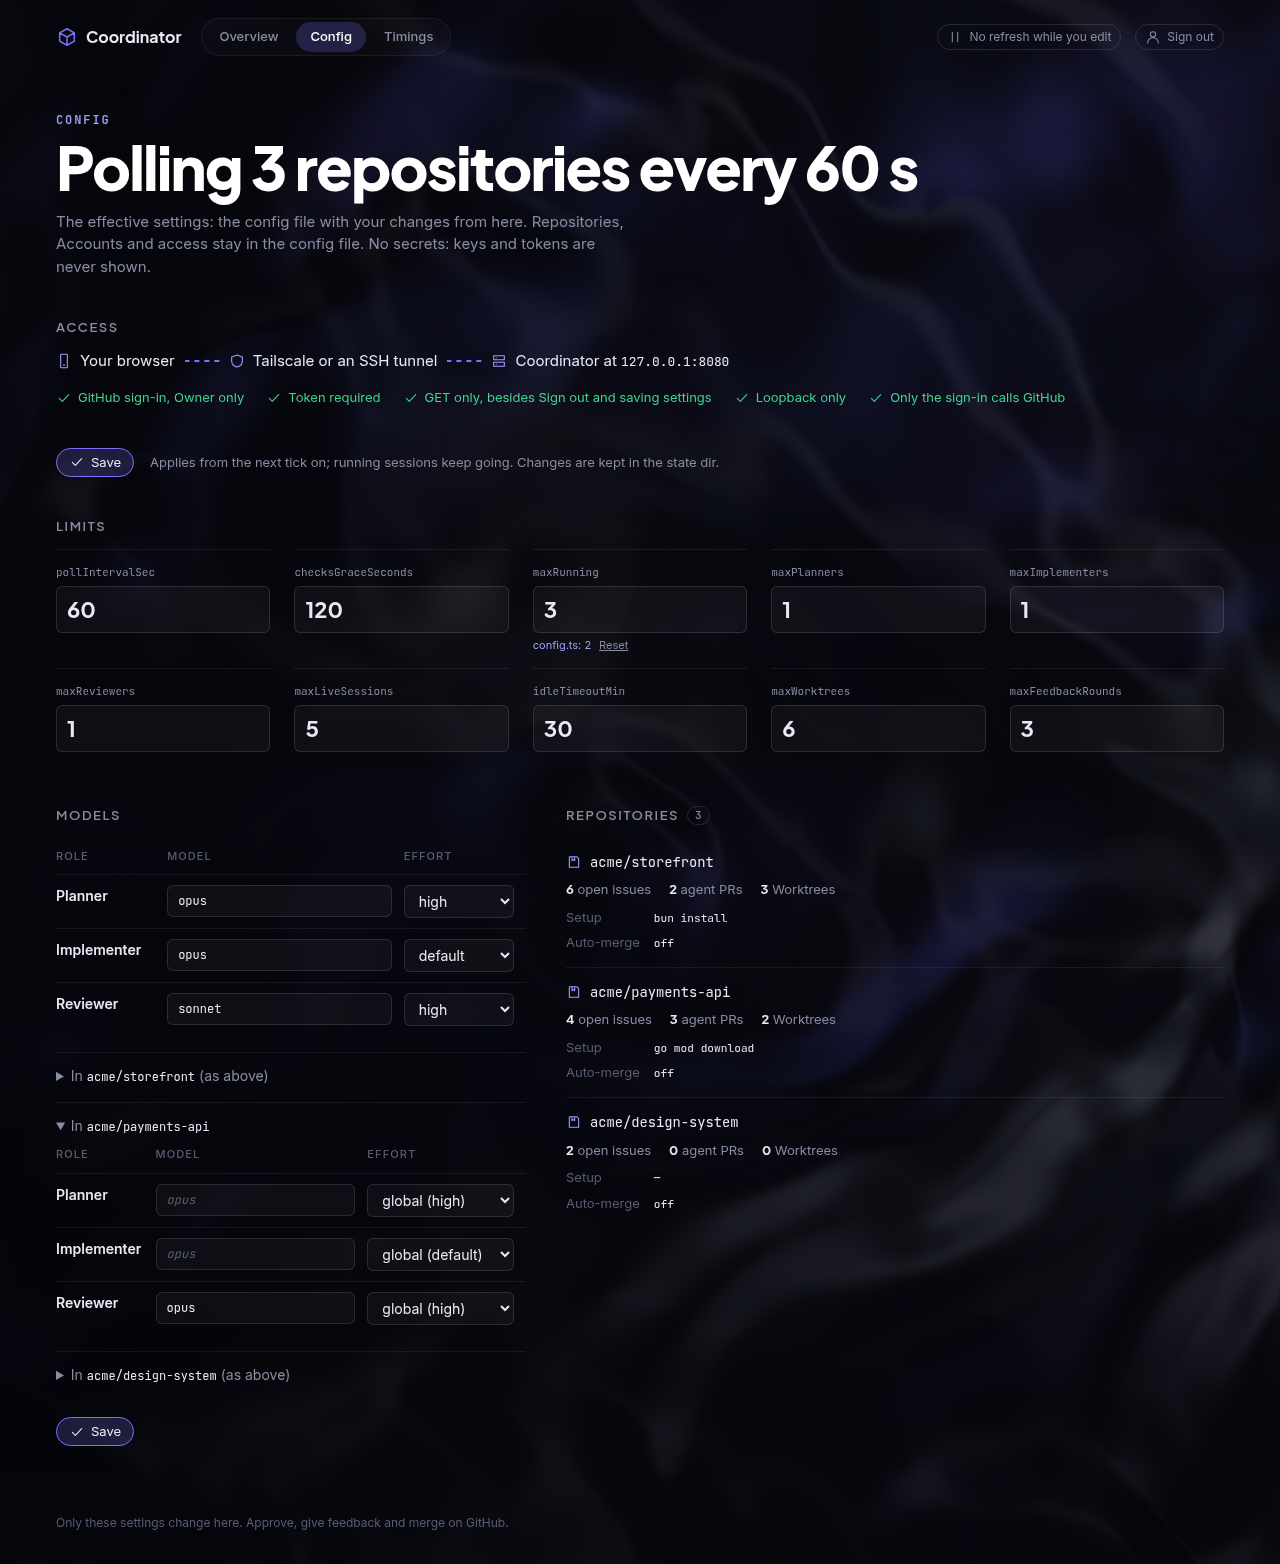 Coordinator
Overview
Config
Timings
No refresh while you edit
Sign out
CONFIG
Polling 3 repositories every 60 s
The effective settings: the config file with your changes from here. Repositories,
Accounts and access stay in the config file. No secrets: keys and tokens are
never shown.
ACCESS
Your browser ---- Tailscale or an SSH tunnel ---- Coordinator at 127.0.0.1:8080
GitHub sign-in, Owner only
Token required
GET only, besides Sign out and saving settings
Loopback only
Only the sign-in calls GitHub
Save
Applies from the next tick on; running sessions keep going. Changes are kept in the state dir.
LIMITS
pollIntervalSec
60
checksGraceSeconds
120
maxRunning
3
config.ts: 2 Reset
maxPlanners
1
maxImplementers
1
maxReviewers
1
maxLiveSessions
5
idleTimeoutMin
30
maxWorktrees
6
maxFeedbackRounds
3
MODELS
ROLE MODEL EFFORT
Planner opus high
Implementer opus default
Reviewer sonnet high
In acme/storefront (as above)
In acme/payments-api
ROLE MODEL EFFORT
Planner opus global (high)
Implementer opus global (default)
Reviewer opus global (high)
In acme/design-system (as above)
Save
REPOSITORIES 3
acme/storefront
6 open issues 2 agent PRs 3 Worktrees
Setup bun install
Auto-merge off
acme/payments-api
4 open issues 3 agent PRs 2 Worktrees
Setup go mod download
Auto-merge off
acme/design-system
2 open issues 0 agent PRs 0 Worktrees
Setup –
Auto-merge off
Only these settings change here. Approve, give feedback and merge on GitHub.